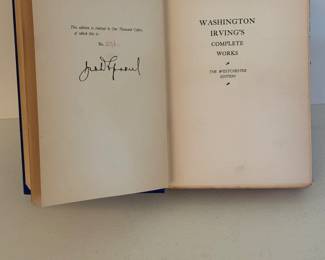 This edition is limited to One Thousand Copies,
of which this is
No.
WASHINGTON
IRVING'S
COMPLETE
WORKS
THE WESTCHESTER
EDITION